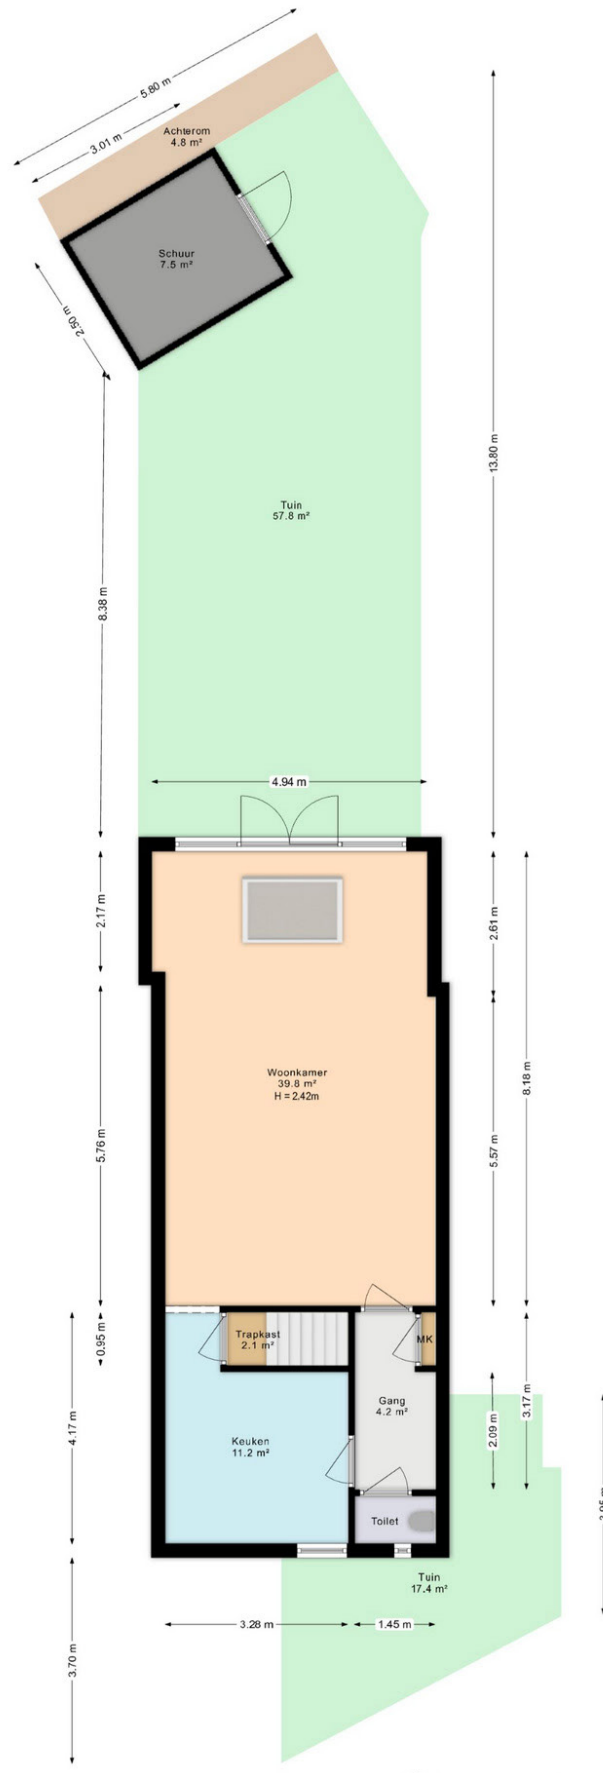 5.80 m
3.01 m
Achterom
4.8 m²
Schuur
7.5 m²
2.50 m
13.80 m
Tuin
57.8 m²
8.38 m
4.94 m
2.17 m
2.61 m
Woonkamer
39.8 m²
H = 2.42m
8.18 m
5.76 m
5.57 m
Trapkast
2.1 m²
MK
0.95 m
Gang
4.2 m²
3.17 m
2.09 m
4.17 m
Keuken
11.2 m²
Toilet
Tuin
17.4 m²
3.28 m
1.45 m
3.70 m